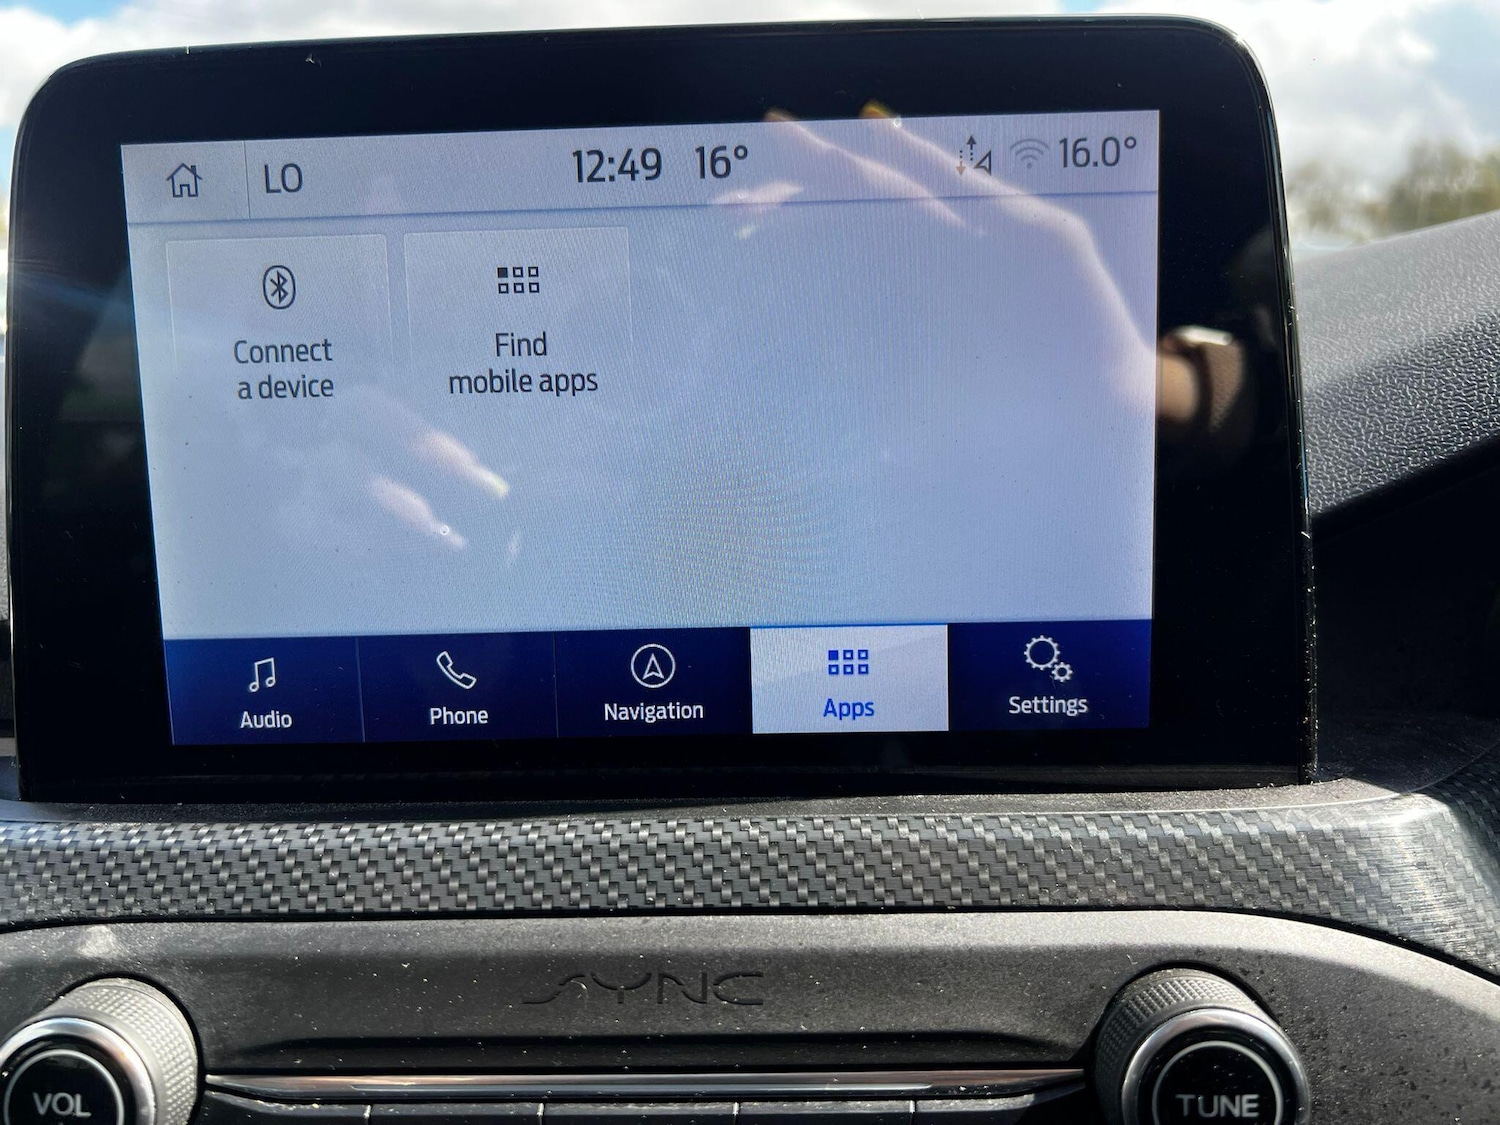 LO
12:49 16°
16.0°
Connect
a device
Find
mobile apps
Audio
Phone
Navigation
Apps
Settings
SYNC
VOL
TUNE